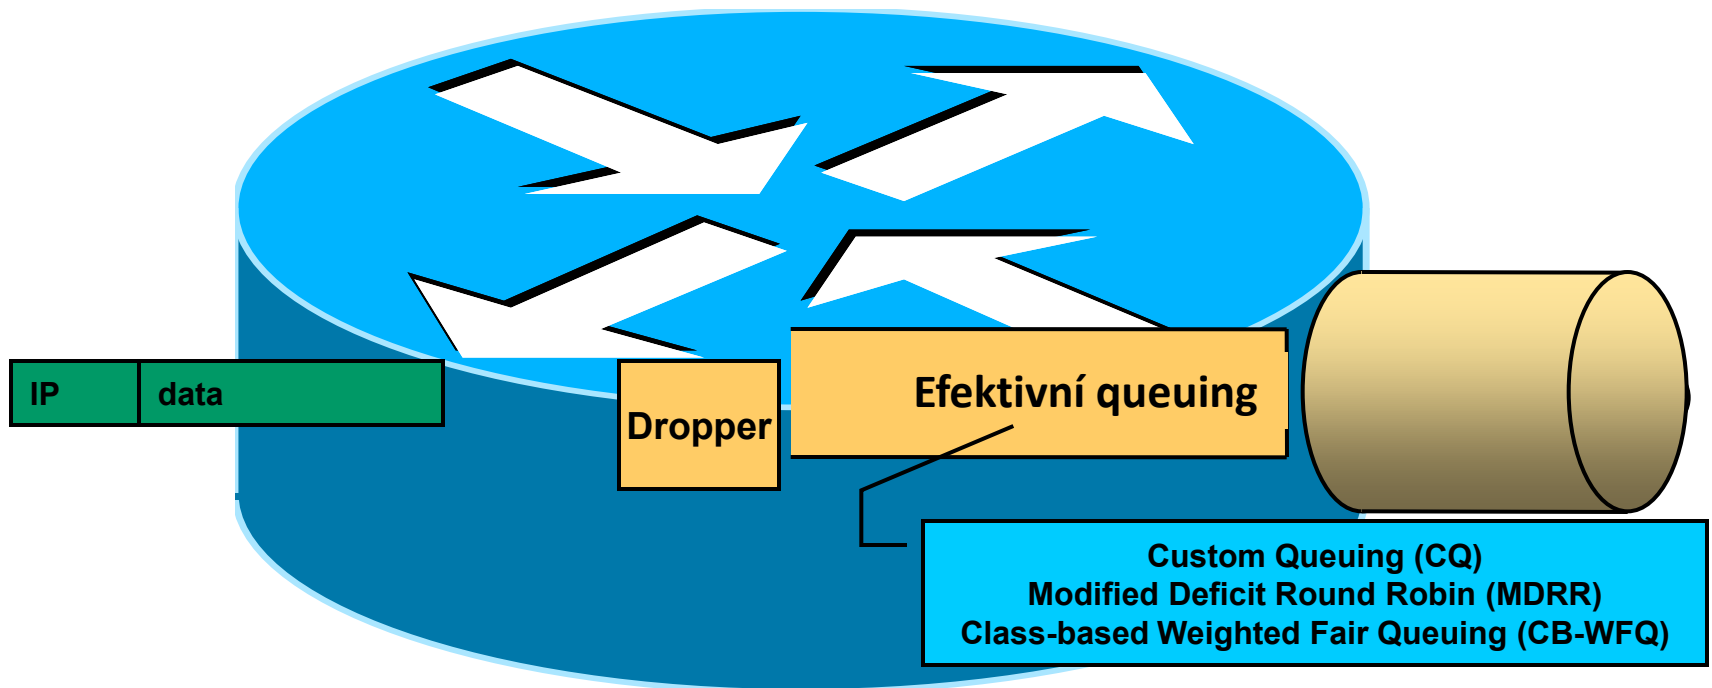 IP
data
Dropper
Efektivní queuing
Custom Queuing (CQ)
Modified Deficit Round Robin (MDRR)
Class-based Weighted Fair Queuing (CB-WFQ)